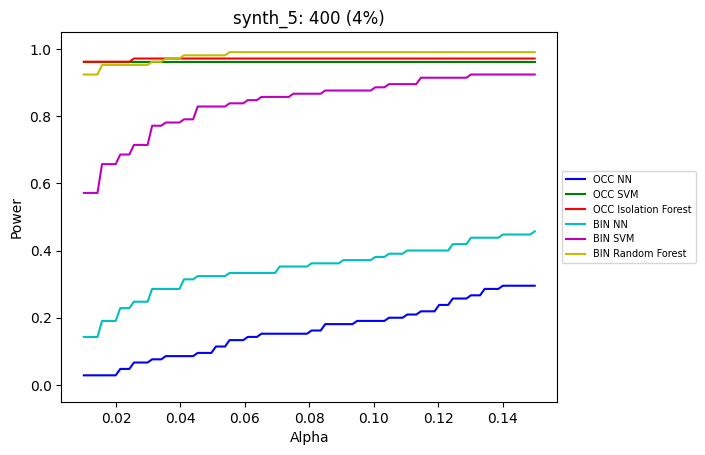 synth_5: 400 (4%)
1.0
0.8
0.6
0.4
0.2
0.0
Power
0.02
0.04
0.06
0.08
0.10
0.12
0.14
Alpha
OCC NN
OCC SVM
OCC Isolation Forest
BIN NN
BIN SVM
BIN Random Forest